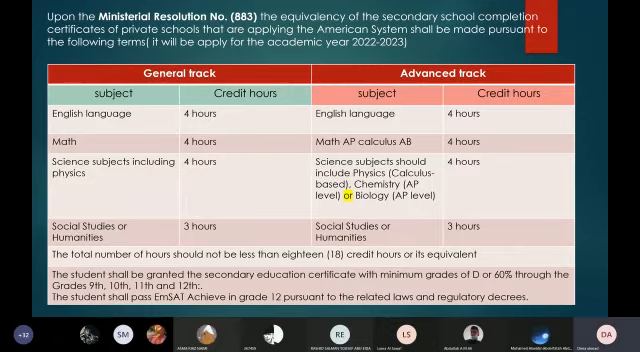 Upon the Ministerial Resolution No. (883) the equivalency of the secondary school completion
certificates of private schools that are applying the American System shall be made pursuant to
the following terms( it will be apply for the academic year 2022-2023)
General track Advanced track
subject Credit hours subject Credit hours
English language 4 hours English language 4 hours
Math 4 hours Math AP calculus AB 4 hours
Science subjects including 4 hours Science subjects should 4 hours
physics include Physics (Calculus-
based), Chemistry (AP
level) or Biology (AP level)
Social Studies or 3 hours Social Studies or 3 hours
Humanities Humanities
The total number of hours should not be less than eighteen (18) credit hours or its equivalent
The student shall be granted the secondary education certificate with minimum grades of D or 60% through the
Grades 9th, 10th, 11th and 12th:.
The student shall pass EmSAT Achieve in grade 12 pursuant to the related laws and regulatory decrees.
+32 SM RE LS DA